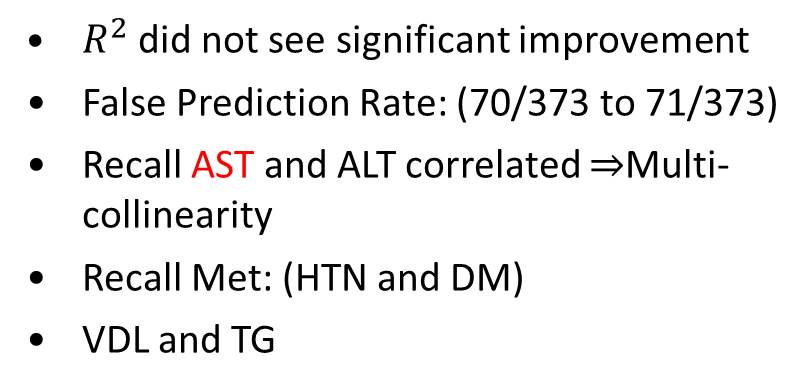 • R² did not see significant improvement
• False Prediction Rate: (70/373 to 71/373)
• Recall AST and ALT correlated ⇒Multi-
collinearity
• Recall Met: (HTN and DM)
• VDL and TG